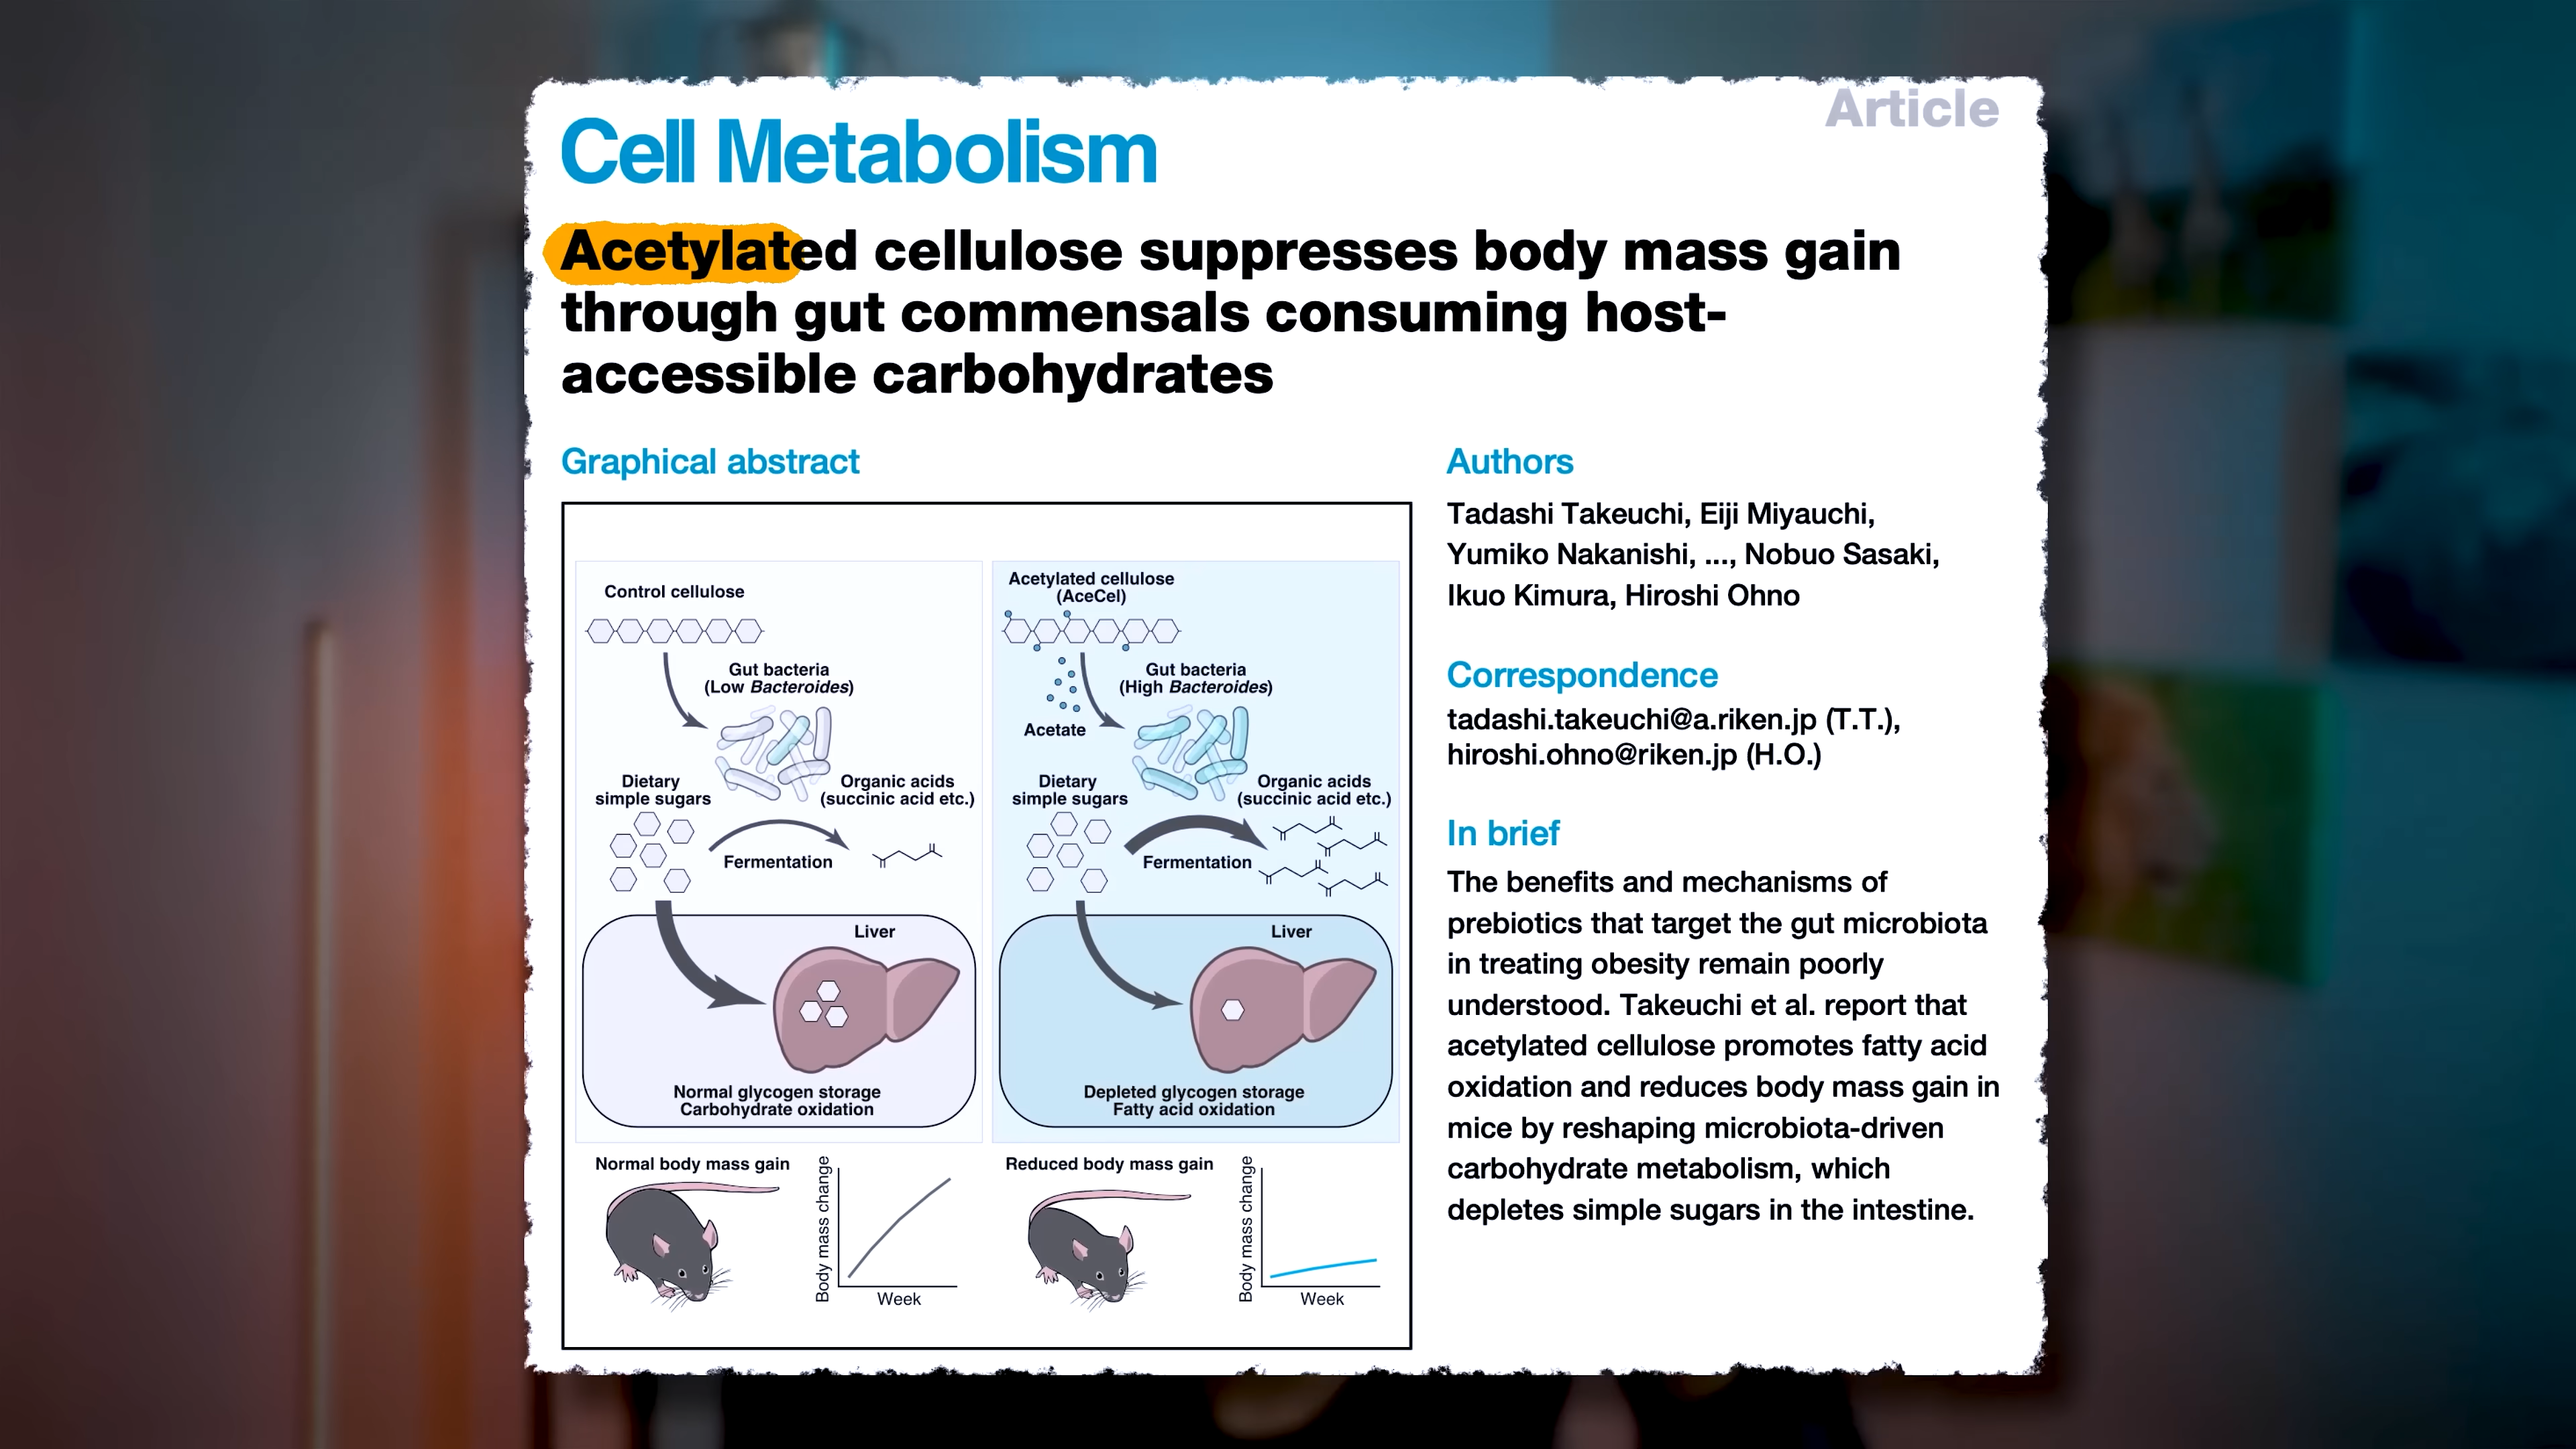 Article
Cell Metabolism
Acetylated cellulose suppresses body mass gain
through gut commensals consuming host-
accessible carbohydrates
Graphical abstract
Control cellulose
Gut bacteria
(Low Bacteroides)
Dietary
simple sugars
Organic acids
(succinic acid etc.)
Fermentation
Liver
Normal glycogen storage
Carbohydrate oxidation
Normal body mass gain
Body mass change
Week
Acetylated cellulose
(AceCel)
Gut bacteria
(High Bacteroides)
Acetate
Dietary
simple sugars
Organic acids
(succinic acid etc.)
Fermentation
Liver
Depleted glycogen storage
Fatty acid oxidation
Reduced body mass gain
Body mass change
Week
Authors
Tadashi Takeuchi, Eiji Miyauchi,
Yumiko Nakanishi, ..., Nobuo Sasaki,
Ikuo Kimura, Hiroshi Ohno
Correspondence
tadashi.takeuchi@a.riken.jp (T.T.),
hiroshi.ohno@riken.jp (H.O.)
In brief
The benefits and mechanisms of
prebiotics that target the gut microbiota
in treating obesity remain poorly
understood. Takeuchi et al. report that
acetylated cellulose promotes fatty acid
oxidation and reduces body mass gain in
mice by reshaping microbiota-driven
carbohydrate metabolism, which
depletes simple sugars in the intestine.